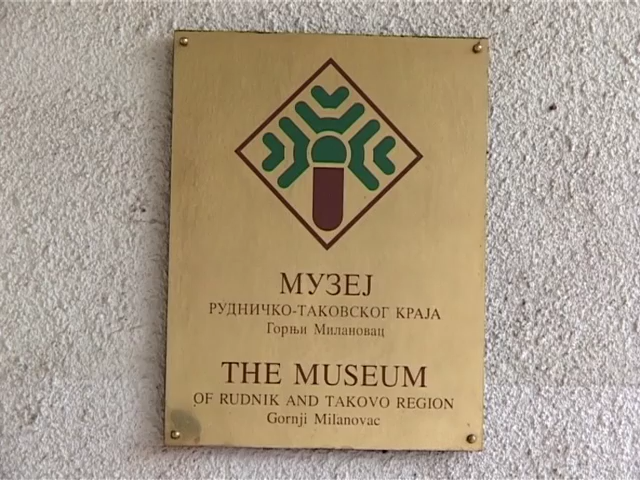 МУЗЕЈ
РУДНИЧКО-ТАКОВСКОГ КРАЈА
Горњи Милановац
THE MUSEUM
OF RUDNIK AND TAKOVO REGION
Gornji Milanovac